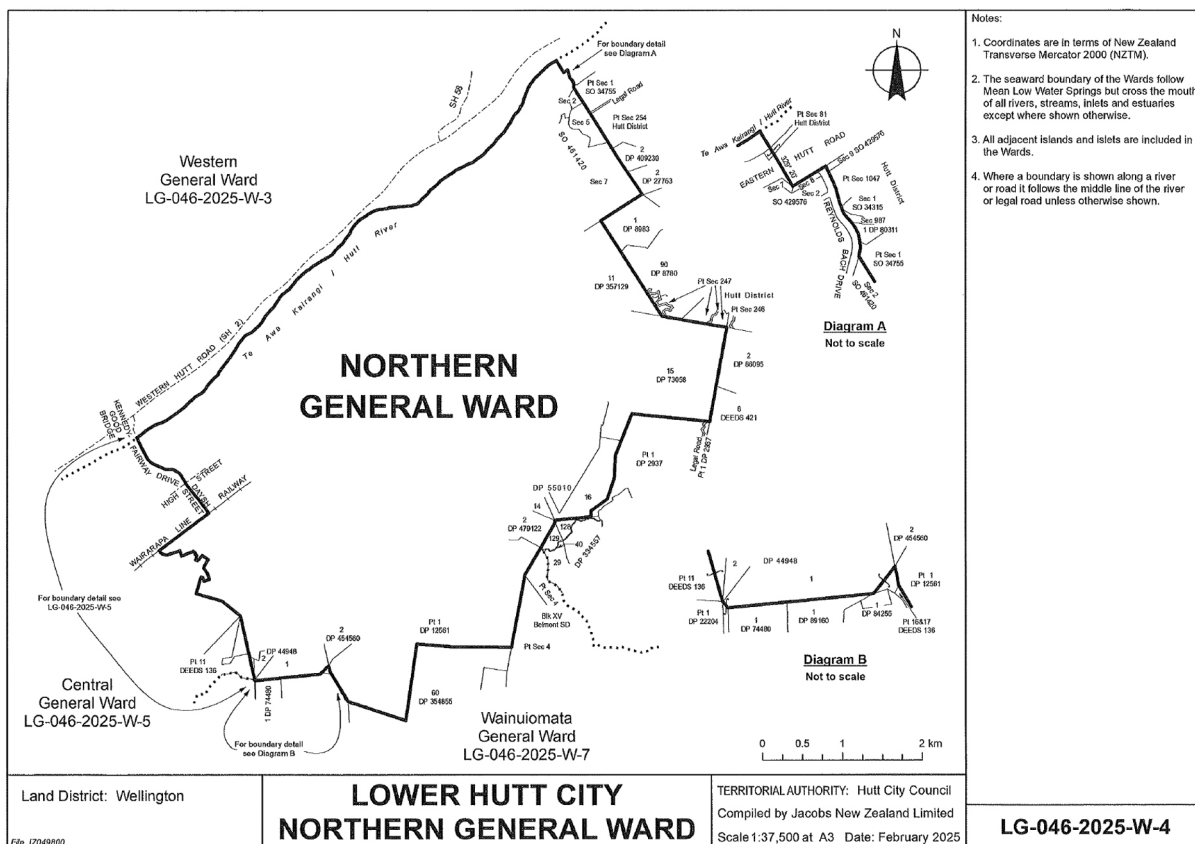 For boundary detail
see Diagram A
Pt Sec 1
SO 34755
Legal Road
Sec 2
Sec 5
Pt Sec 254
Hutt District
SO 461420
2
DP 409230
Sec 7
2
DP 27763
SH 58
Western
General Ward
LG-046-2025-W-3
1
DP 8983
90
DP 8780
11
DP 357129
Pt Sec 247
Hutt District
Pt Sec 246
Te Awa Kairangi / Hutt River
WESTERN HUTT ROAD (SH 2)
NORTHERN
GENERAL WARD
15
DP 73058
2
DP 86095
8
DEEDS 421
Legal Road
Pt 1 DP 2937
KENNEDY-
GOOD
BRIDGE
FAIRWAY DRIVE
HIGH STREET
DAYSH
STREET
WAIRARAPA LINE RAILWAY
Pt 1
DP 2937
DP 55010
16
14
2
DP 479122
128
129
40
29
DP 334557
Pt Sec 4
Blk XV
Belmont SD
Pt Sec 4
For boundary detail see
LG-046-2025-W-5
Pt 11
DEEDS 136
DP 44948
2
1
2
DP 454560
Pt 1
DP 12561
60
DP 354855
1 DP 74480
Central
General Ward
LG-046-2025-W-5
For boundary detail
see Diagram B
Wainuiomata
General Ward
LG-046-2025-W-7
N
Te Awa Kairangi / Hutt River
Pt Sec 81
Hutt District
EASTERN HUTT ROAD
329° 20'
Sec 7
Sec 8
Sec 2
SO 429576
Sec 9 SO 429576
Pt Sec 1047
Hutt District
Sec 1
SO 34315
Sec 987
1 DP 80311
Pt Sec 1
SO 34755
REYNOLDS BACH DRIVE
Sec 2
SO 461420
Diagram A
Not to scale
Pt 11
DEEDS 136
2
DP 44948
1
2
DP 454560
Pt 1
DP 12561
Pt 1
DP 22204
1
DP 74480
1
DP 89160
1
DP 84255
Pt 16&17
DEEDS 136
Diagram B
Not to scale
0 0.5 1 2 km
Notes:
1. Coordinates are in terms of New Zealand
Transverse Mercator 2000 (NZTM).
2. The seaward boundary of the Wards follow
Mean Low Water Springs but cross the mouth
of all rivers, streams, inlets and estuaries
except where shown otherwise.
3. All adjacent islands and islets are included in
the Wards.
4. Where a boundary is shown along a river
or road it follows the middle line of the river
or legal road unless otherwise shown.
Land District: Wellington
File IZ049800
LOWER HUTT CITY
NORTHERN GENERAL WARD
TERRITORIAL AUTHORITY: Hutt City Council
Compiled by Jacobs New Zealand Limited
Scale 1:37,500 at A3 Date: February 2025
LG-046-2025-W-4